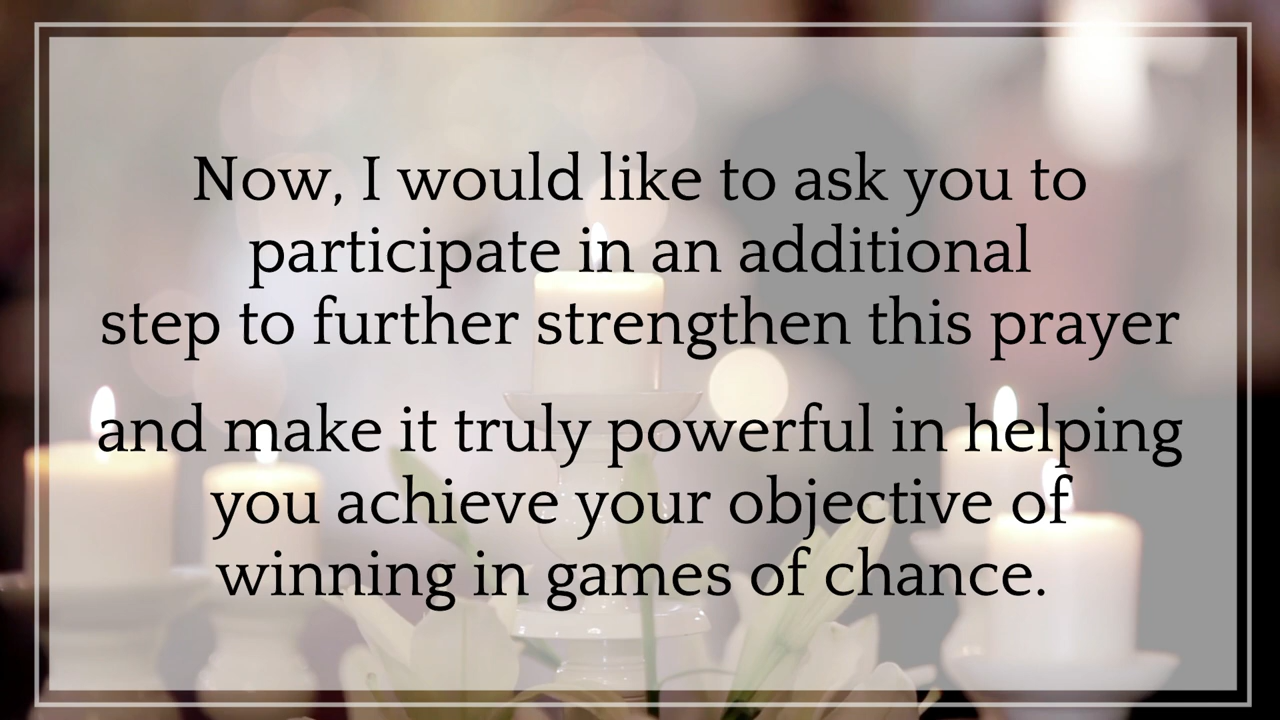 Now, I would like to ask you to
participate in an additional
step to further strengthen this prayer
and make it truly powerful in helping
you achieve your objective of
winning in games of chance.